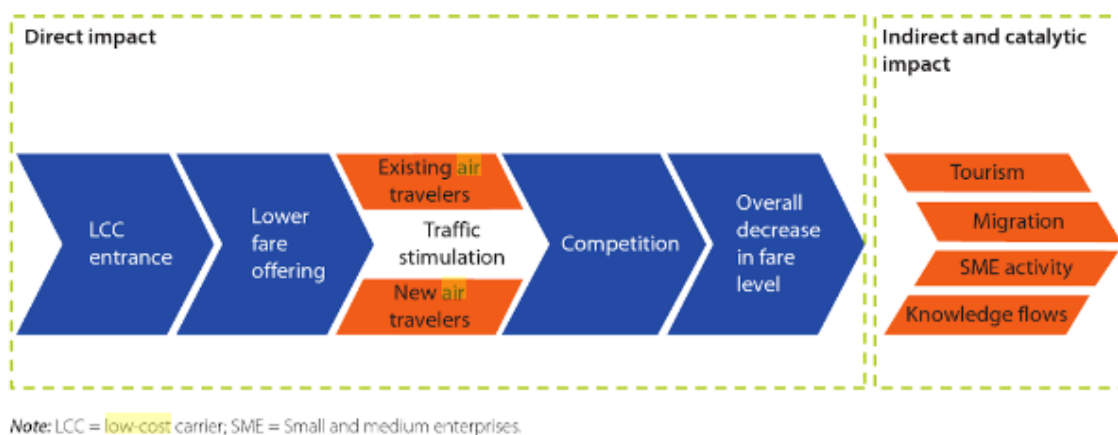 Direct impact
Indirect and catalytic
impact
LCC
entrance
Lower
fare
offering
Existing air
travelers
Traffic
stimulation
New air
travelers
Competition
Overall
decrease
in fare
level
Tourism
Migration
SME activity
Knowledge flows
Note: LCC = low-cost carrier; SME = Small and medium enterprises.